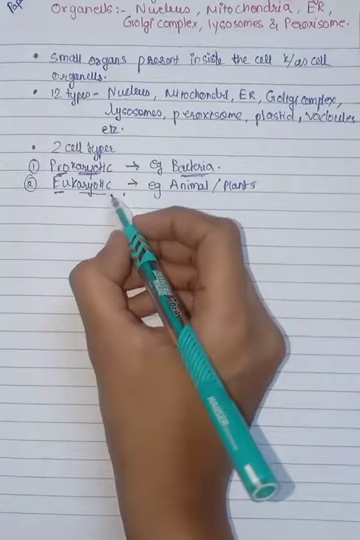 POP
Organells:- Nucleus, Mitochondria, ER,
Golgi complex, lysosomes & Peroxisome.
• Small organs present inside the cell k/as cell
organells.
• 12 types- Nucleus, Mitochondri, ER, Golgi complex,
lysosomes, peroxisome, plastid, vacuoles
etc.
• 2 cell types
① Prokaryotic → eg Bacteria.
② Eukaryotic → eg Animal/Plants